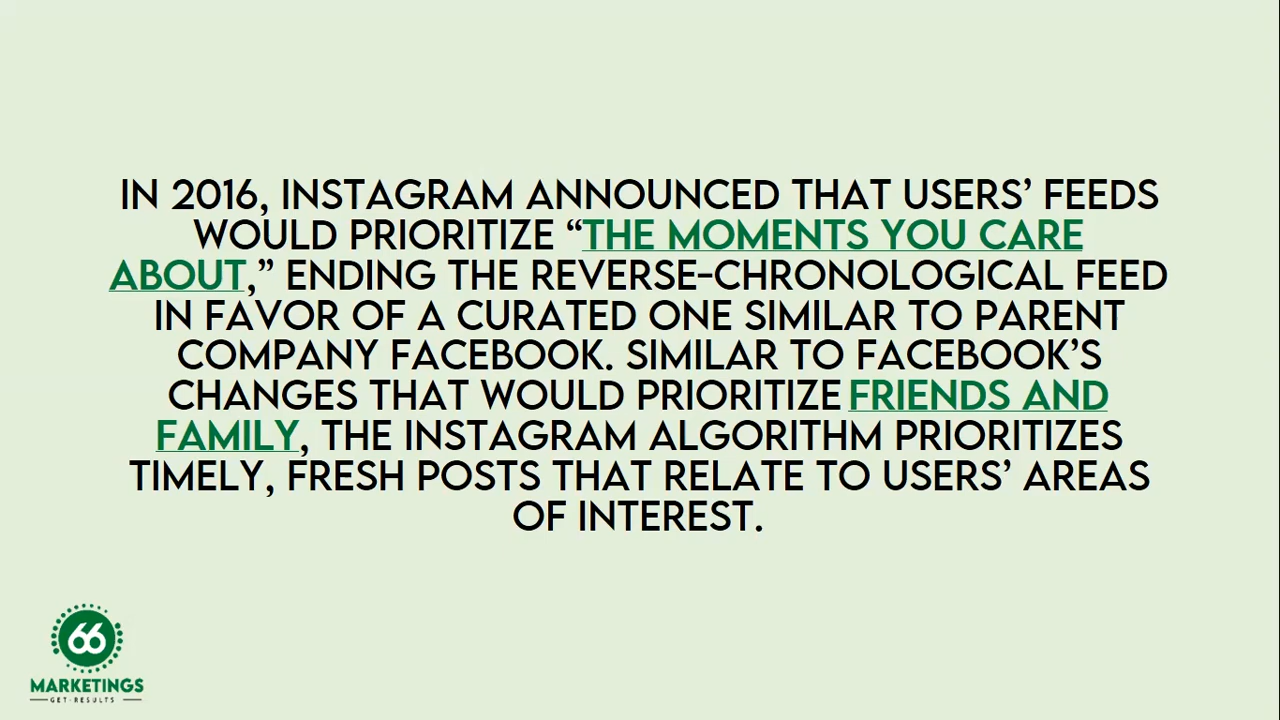 IN 2016, INSTAGRAM ANNOUNCED THAT USERS’ FEEDS
WOULD PRIORITIZE “THE MOMENTS YOU CARE
ABOUT,” ENDING THE REVERSE-CHRONOLOGICAL FEED
IN FAVOR OF A CURATED ONE SIMILAR TO PARENT
COMPANY FACEBOOK. SIMILAR TO FACEBOOK’S
CHANGES THAT WOULD PRIORITIZE FRIENDS AND
FAMILY, THE INSTAGRAM ALGORITHM PRIORITIZES
TIMELY, FRESH POSTS THAT RELATE TO USERS’ AREAS
OF INTEREST.
66
MARKETINGS
GET-RESULTS